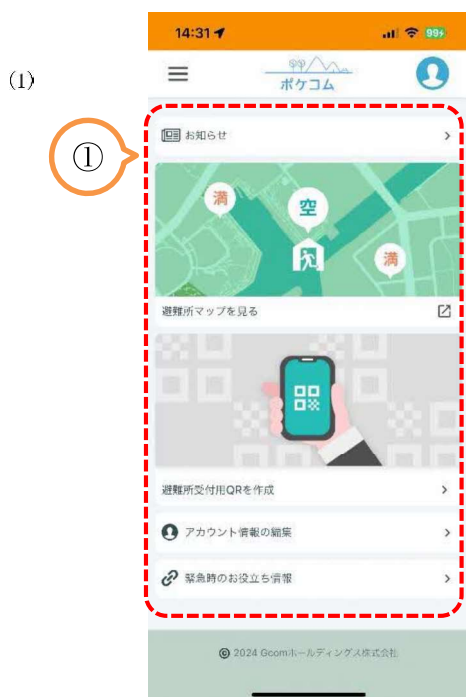 14:31
99
(1)
ポケコム
①
お知らせ
満
空
満
避難所マップを見る
避難所受付用QRを作成
アカウント情報の編集
緊急時のお役立ち情報
© 2024 Gcomホールディングス株式会社